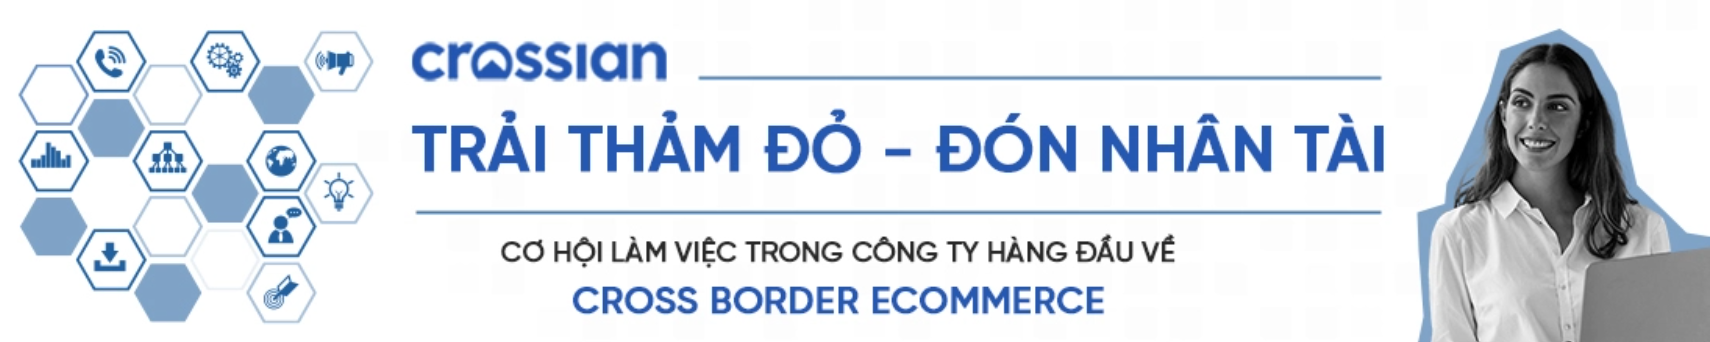 crossian
TRẢI THẢM ĐỎ - ĐÓN NHÂN TÀI
CƠ HỘI LÀM VIỆC TRONG CÔNG TY HÀNG ĐẦU VỀ
CROSS BORDER ECOMMERCE